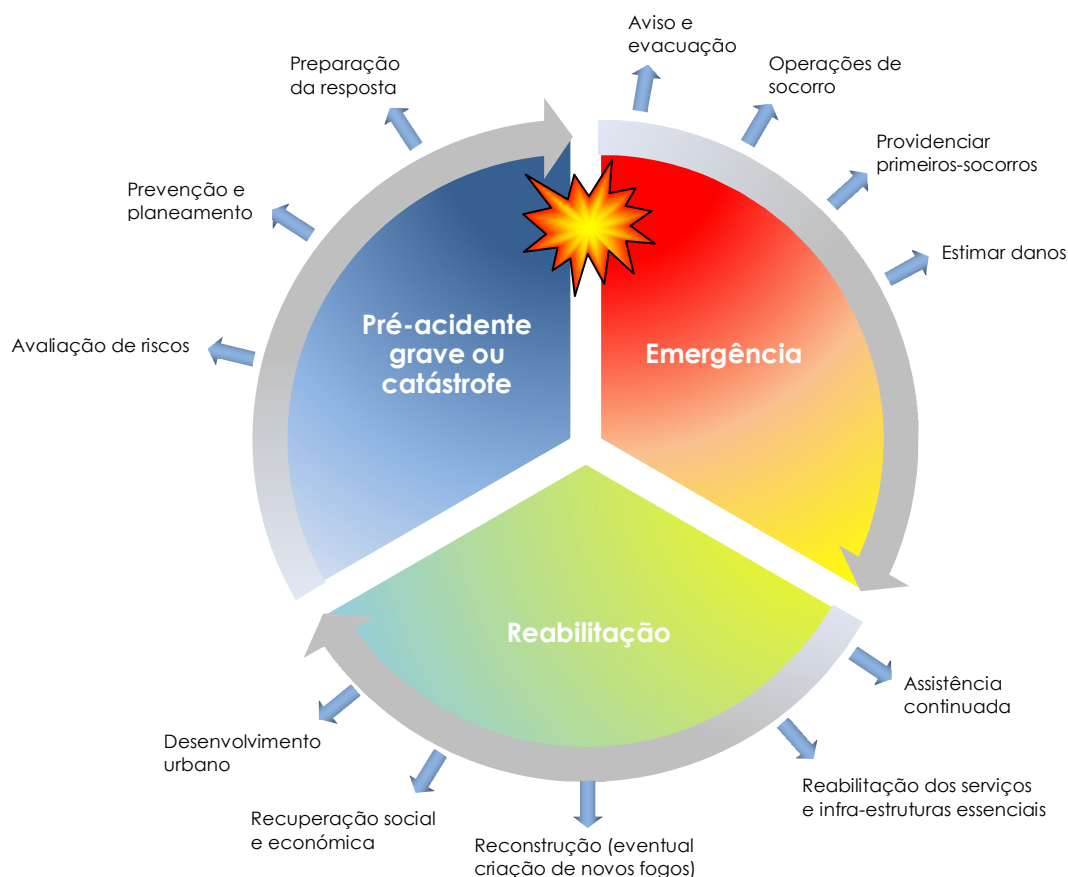 Aviso e
evacuação
Operações de
socorro
Providenciar
primeiros-socorros
Estimar danos
Preparação
da resposta
Prevenção e
planeamento
Avaliação de riscos
Pré-acidente
grave ou
catástrofe
Emergência
Reabilitação
Assistência
continuada
Reabilitação dos serviços
e infra-estruturas essenciais
Reconstrução (eventual
criação de novos fogos)
Recuperação social
e económica
Desenvolvimento
urbano